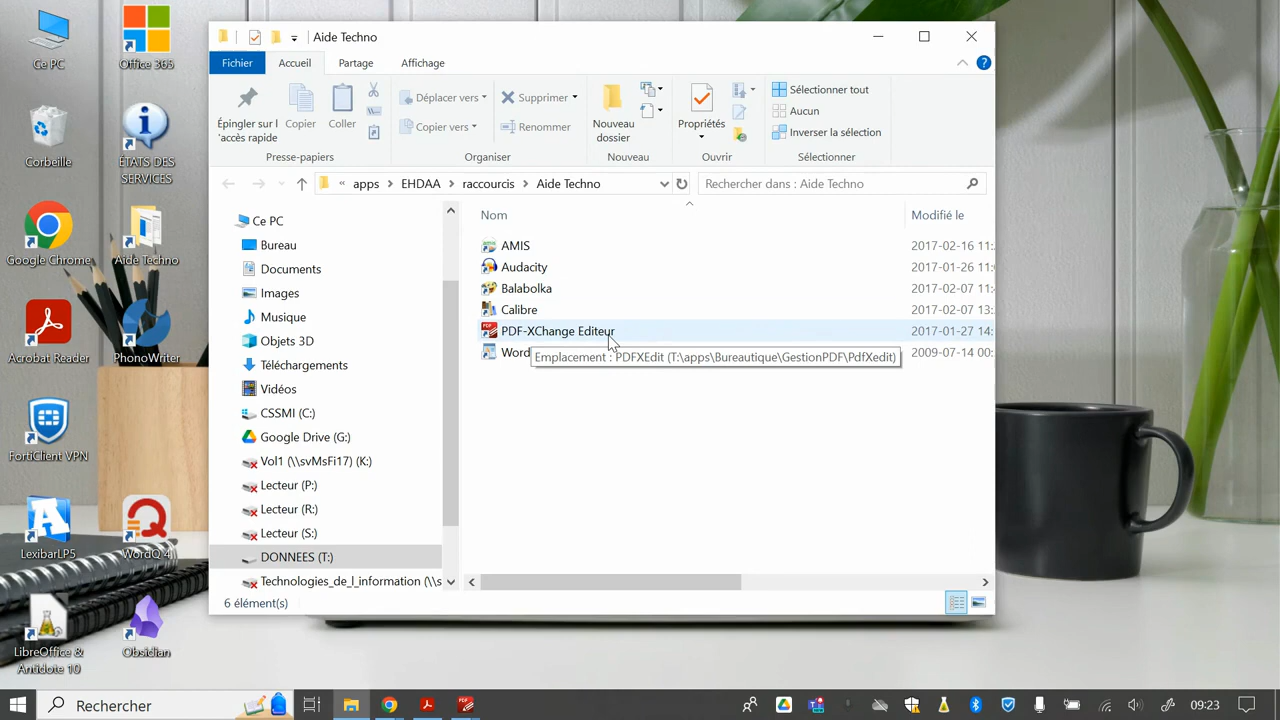 Ce PC
Office 365
Corbeille
ÉTATS DES
SERVICES
Google Chrome
Aide Techno
Acrobat Reader
PhonoWriter
FortiClient VPN
LexibarLP5
WordQ 4
LibreOffice &
Antidote 10
Obsidian
Aide Techno
Fichier
Accueil
Partage
Affichage
Épingler sur l
'accès rapide
Copier
Coller
Presse-papiers
Déplacer vers
Copier vers
Supprimer
Renommer
Organiser
Nouveau
dossier
Nouveau
Propriétés
Ouvrir
Sélectionner tout
Aucun
Inverser la sélection
Sélectionner
« apps > EHDAA > raccourcis > Aide Techno
Rechercher dans : Aide Techno
Ce PC
Bureau
Documents
Images
Musique
Objets 3D
Téléchargements
Vidéos
CSSMI (C:)
Google Drive (G:)
Vol1 (\\svMsFi17) (K:)
Lecteur (P:)
Lecteur (R:)
Lecteur (S:)
DONNEES (T:)
Technologies_de_l_information (\\s
Nom
Modifié le
AMIS
2017-02-16 11:
Audacity
2017-01-26 11:
Balabolka
2017-02-07 11:
Calibre
2017-02-07 13:
PDF-XChange Editeur
2017-01-27 14:
Word
2009-07-14 00:
Emplacement : PDFXEdit (T:\apps\Bureautique\GestionPDF\PdfXedit)
6 élément(s)
Rechercher
09:23